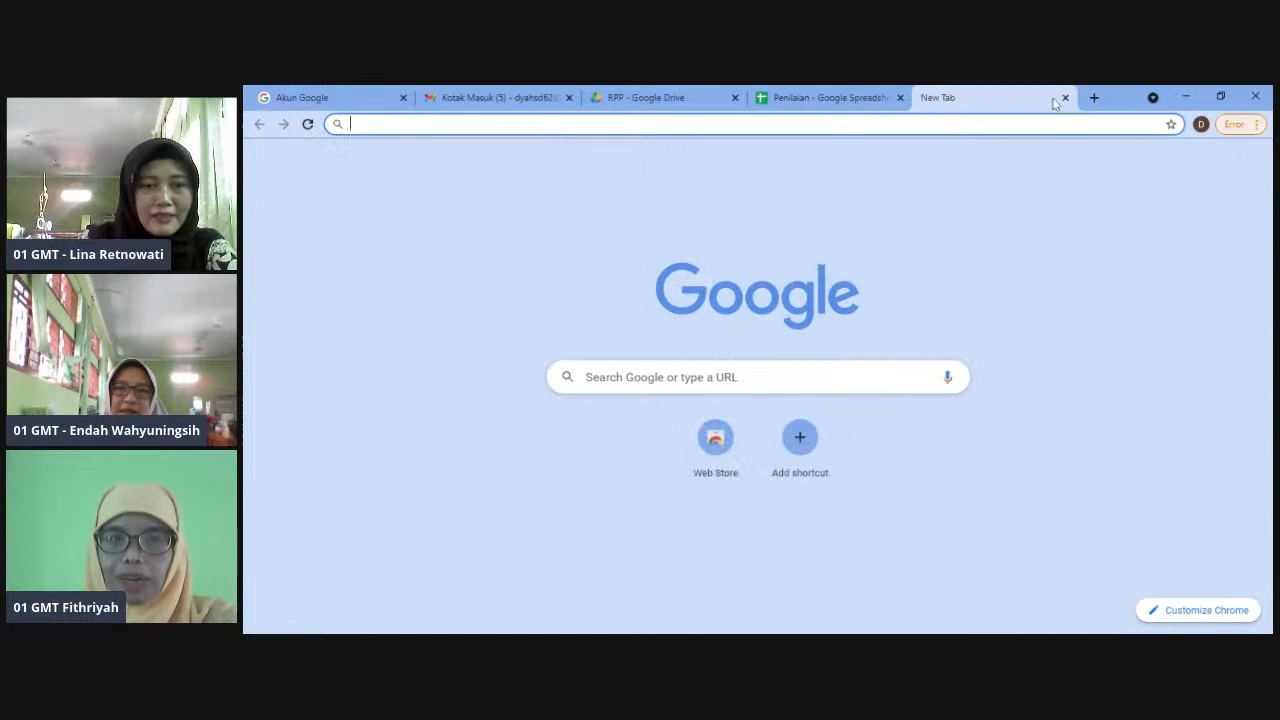 Akun Google
Kotak Masuk (5) - dyahsd62@
RPP - Google Drive
Penilaian - Google Spreadshe
New Tab
D
Error
Google
Search Google or type a URL
Web Store
Add shortcut
Customize Chrome
01 GMT - Lina Retnowati
01 GMT - Endah Wahyuningsih
01 GMT Fithriyah